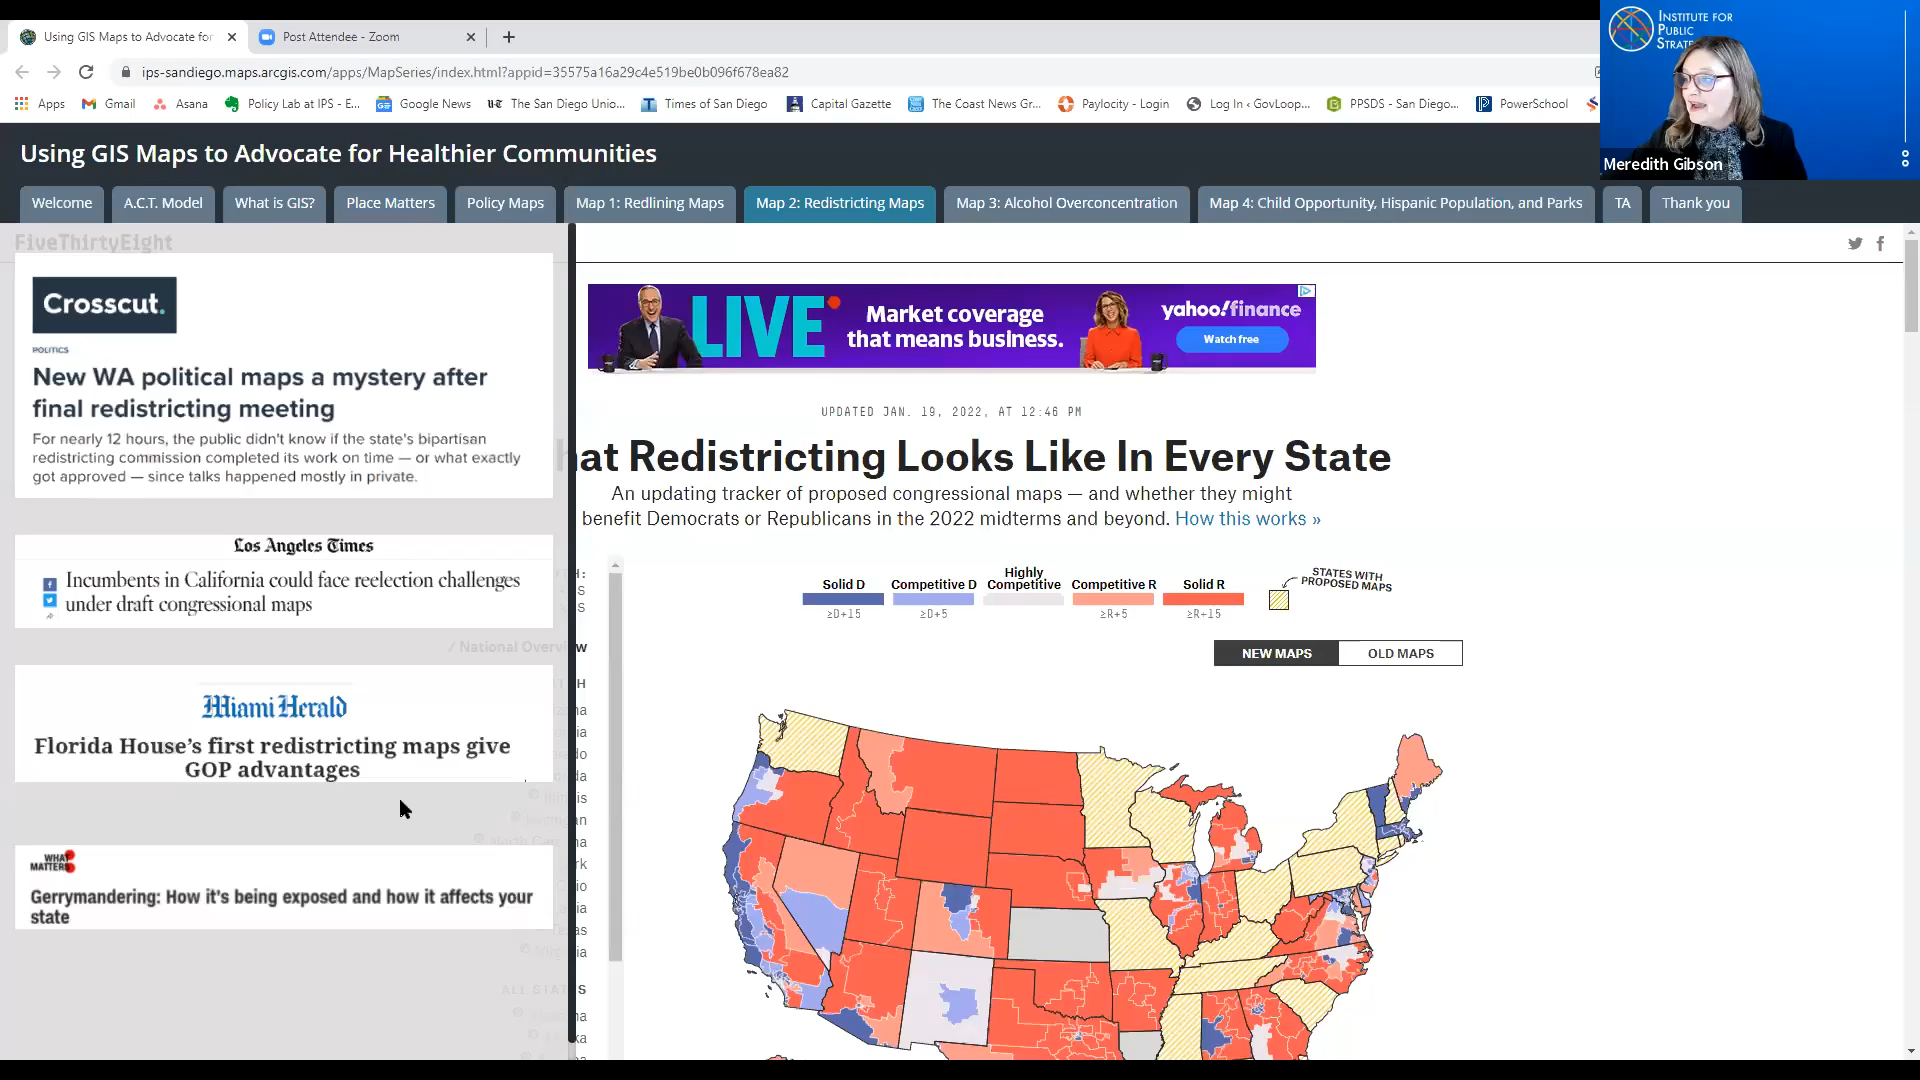 Using GIS Maps to Advocate for
Post Attendee - Zoom
ips-sandiego.maps.arcgis.com/apps/MapSeries/index.html?appid=35575a16a29c4e519be0b096f678ea82
Apps
Gmail
Asana
Policy Lab at IPS - E...
Google News
The San Diego Unio...
Times of San Diego
Capital Gazette
The Coast News Gr...
Paylocity - Login
Log In ‹ GovLoop...
PPSDS - San Diego...
PowerSchool
INSTITUTE FOR
PUBLIC
STRATE
Meredith Gibson
Using GIS Maps to Advocate for Healthier Communities
Welcome
A.C.T. Model
What is GIS?
Place Matters
Policy Maps
Map 1: Redlining Maps
Map 2: Redistricting Maps
Map 3: Alcohol Overconcentration
Map 4: Child Opportunity, Hispanic Population, and Parks
TA
Thank you
FiveThirtyEight
Crosscut.
POLITICS
New WA political maps a mystery after
final redistricting meeting
For nearly 12 hours, the public didn't know if the state's bipartisan
redistricting commission completed its work on time — or what exactly
got approved — since talks happened mostly in private.
Los Angeles Times
Incumbents in California could face reelection challenges
under draft congressional maps
/ National Overview
Miami Herald
Florida House's first redistricting maps give
GOP advantages
WHAT
MATTERS
Gerrymandering: How it's being exposed and how it affects your
state
LIVE
Market coverage
that means business.
yahoo!finance
Watch free
UPDATED JAN. 19, 2022, AT 12:46 PM
hat Redistricting Looks Like In Every State
An updating tracker of proposed congressional maps — and whether they might
benefit Democrats or Republicans in the 2022 midterms and beyond. How this works »
Solid D
≥D+15
Competitive D
≥D+5
Highly
Competitive
Competitive R
≥R+5
Solid R
≥R+15
STATES WITH
PROPOSED MAPS
NEW MAPS
OLD MAPS